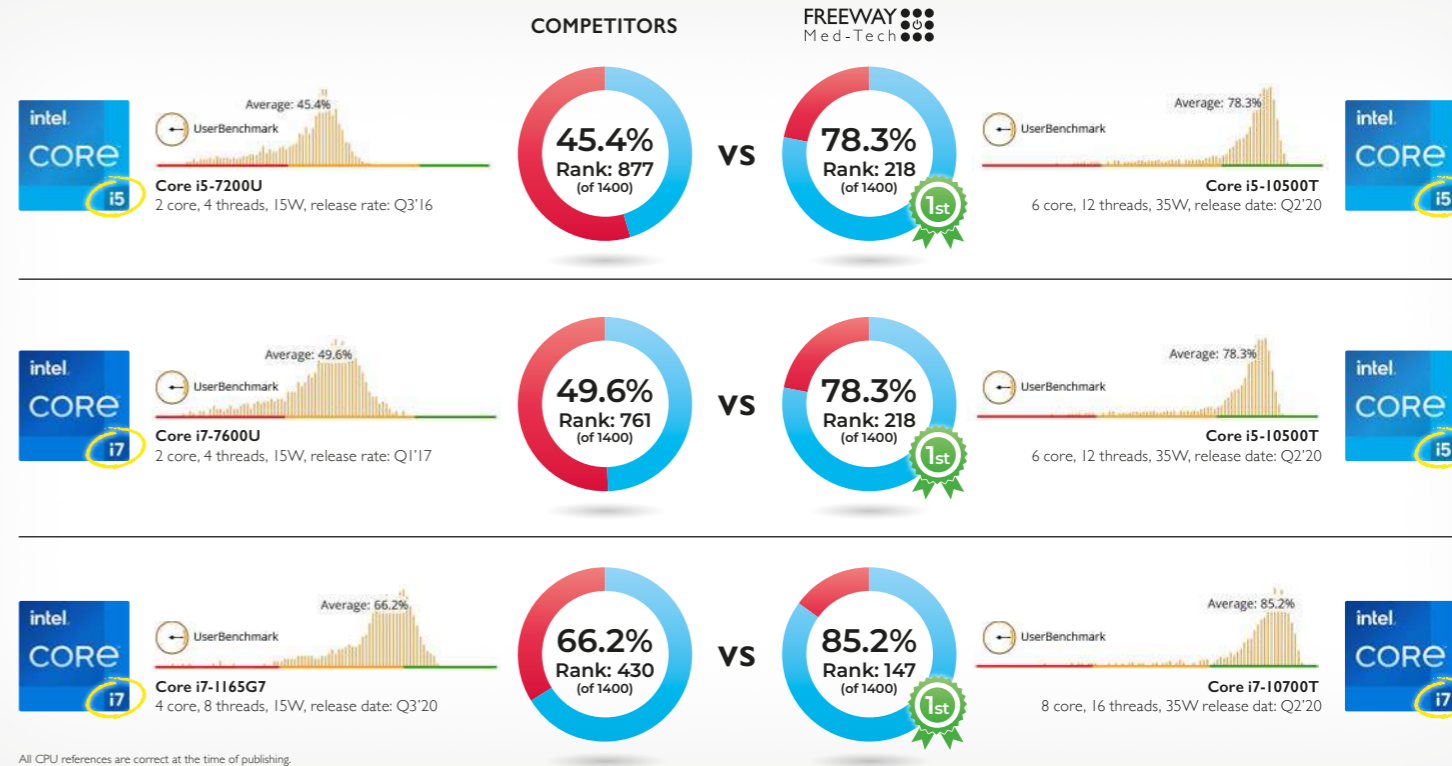 COMPETITORS
FREEWAY
Med-Tech
intel.
CORE
i5
Average: 45.4%
UserBenchmark
Core i5-7200U
2 core, 4 threads, 15W, release rate: Q3'16
45.4%
Rank: 877
(of 1400)
VS
78.3%
Rank: 218
(of 1400)
1st
Average: 78.3%
UserBenchmark
Core i5-10500T
6 core, 12 threads, 35W, release date: Q2'20
intel.
CORE
i5
intel.
CORE
i7
Average: 49.6%
UserBenchmark
Core i7-7600U
2 core, 4 threads, 15W, release rate: Q1'17
49.6%
Rank: 761
(of 1400)
VS
78.3%
Rank: 218
(of 1400)
1st
Average: 78.3%
UserBenchmark
Core i5-10500T
6 core, 12 threads, 35W, release date: Q2'20
intel.
CORE
i5
intel.
CORE
i7
Average: 66.2%
UserBenchmark
Core i7-1165G7
4 core, 8 threads, 15W, release date: Q3'20
66.2%
Rank: 430
(of 1400)
VS
85.2%
Rank: 147
(of 1400)
1st
Average: 85.2%
UserBenchmark
Core i7-10700T
8 core, 16 threads, 35W release dat: Q2'20
intel.
CORE
i7
All CPU references are correct at the time of publishing.